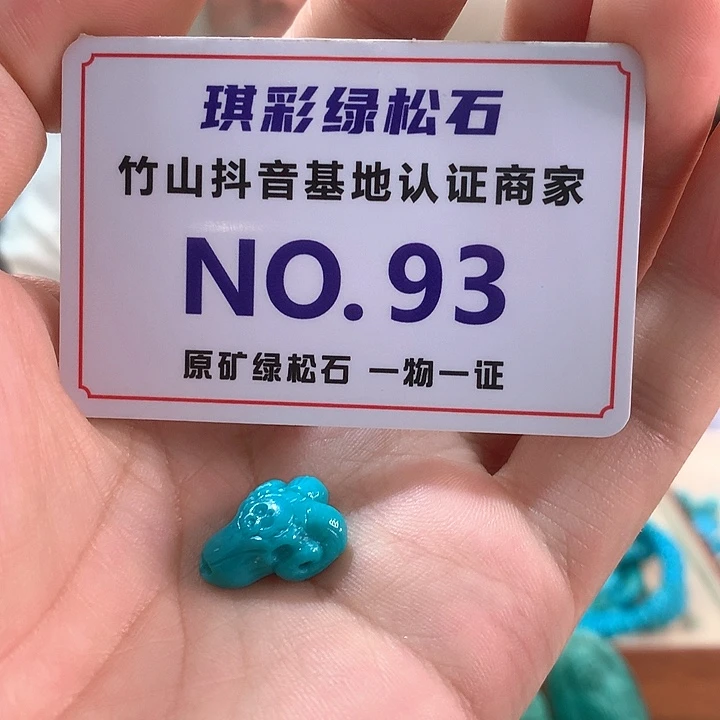 琪彩绿松石
竹山抖音基地认证商家
NO. 93
原矿绿松石 一物一证